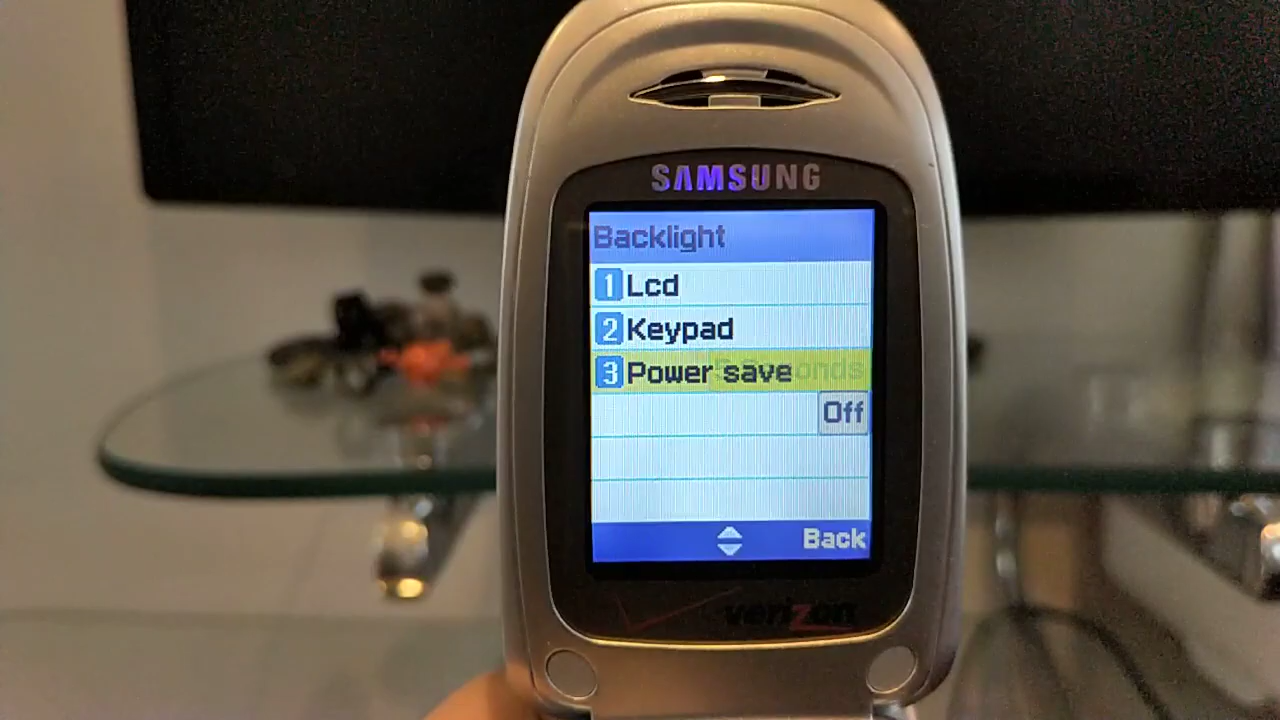 SAMSUNG
Backlight
1 Lcd
2 Keypad
3 Power save
Off
Back
verizon